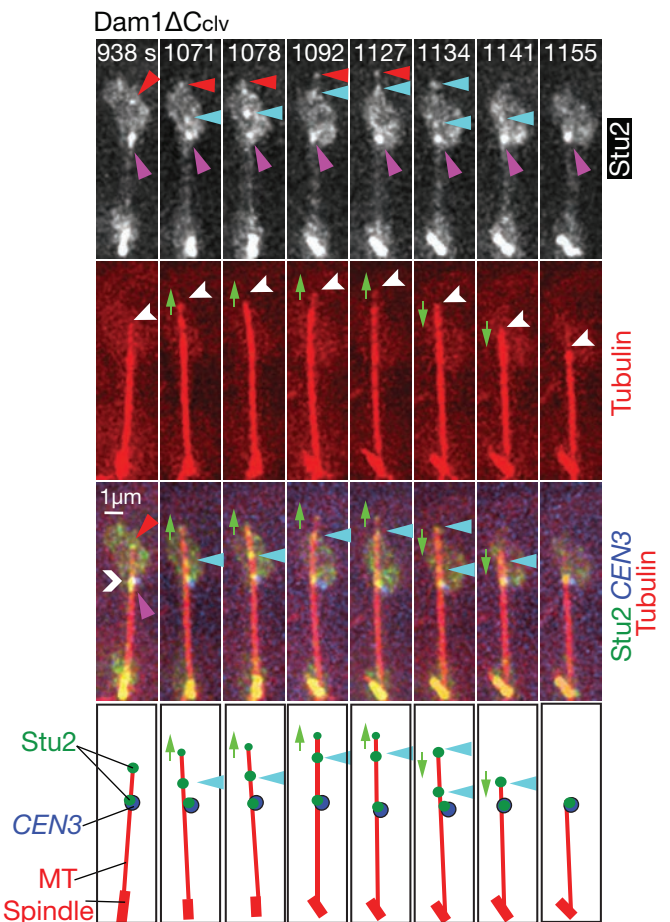 Dam1ΔCclv
938 s 1071 1078 1092 1127 1134 1141 1155
Stu2
Tubulin
1μm
Stu2 CEN3
Tubulin
Stu2
CEN3
MT
Spindle